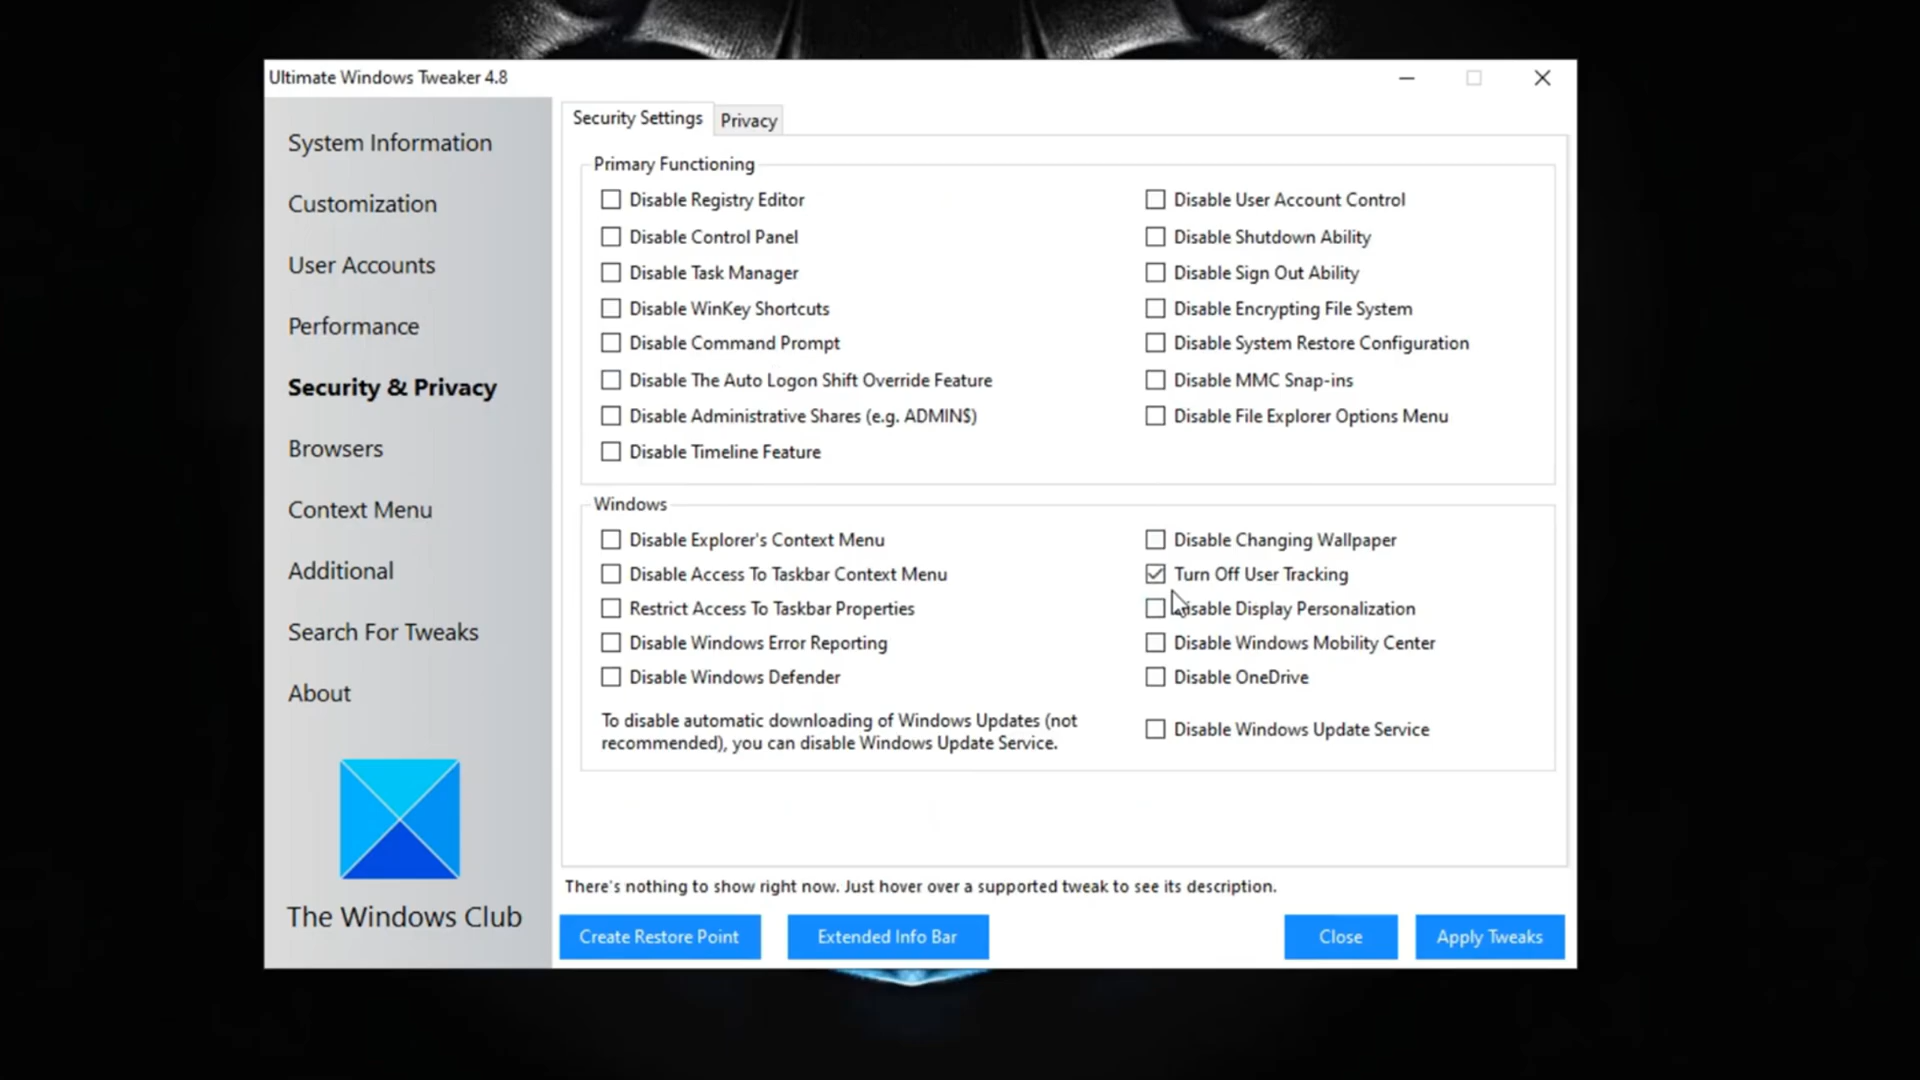 Ultimate Windows Tweaker 4.8
System Information
Customization
User Accounts
Performance
Security & Privacy
Browsers
Context Menu
Additional
Search For Tweaks
About
The Windows Club
Security Settings
Privacy
Primary Functioning
Disable Registry Editor
Disable Control Panel
Disable Task Manager
Disable WinKey Shortcuts
Disable Command Prompt
Disable The Auto Logon Shift Override Feature
Disable Administrative Shares (e.g. ADMIN$)
Disable Timeline Feature
Disable User Account Control
Disable Shutdown Ability
Disable Sign Out Ability
Disable Encrypting File System
Disable System Restore Configuration
Disable MMC Snap-ins
Disable File Explorer Options Menu
Windows
Disable Explorer's Context Menu
Disable Access To Taskbar Context Menu
Restrict Access To Taskbar Properties
Disable Windows Error Reporting
Disable Windows Defender
To disable automatic downloading of Windows Updates (not
recommended), you can disable Windows Update Service.
Disable Changing Wallpaper
Turn Off User Tracking
Disable Display Personalization
Disable Windows Mobility Center
Disable OneDrive
Disable Windows Update Service
There's nothing to show right now. Just hover over a supported tweak to see its description.
Create Restore Point
Extended Info Bar
Close
Apply Tweaks